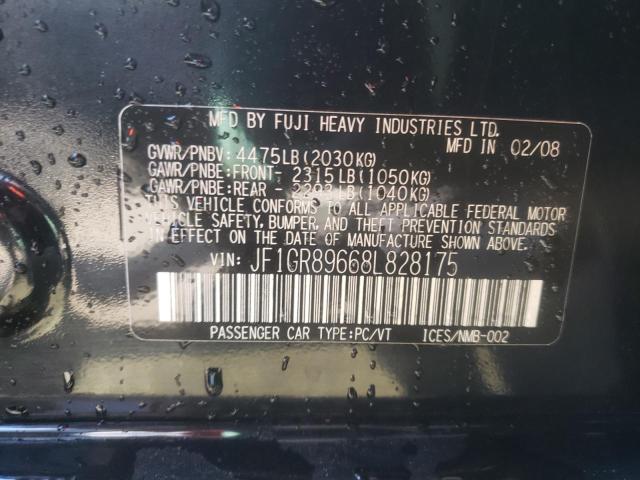 MFD BY FUJI HEAVY INDUSTRIES LTD.
MFD IN 02/08
GVWR/PNBV: 4475LB (2030KG)
GAWR/PNBE:FRONT- 2315LB (1050KG)
GAWR/PNBE:REAR - 2293LB (1040KG)
THIS VEHICLE CONFORMS TO ALL APPLICABLE FEDERAL MOTOR
VEHICLE SAFETY, BUMPER, AND THEFT PREVENTION STANDARDS
IN EFFECT ON THE DATE OF MANUFACTURE SHOWN ABOVE.
VIN: JF1GR89668L828175
PASSENGER CAR TYPE:PC/VT ICES/NMB-002